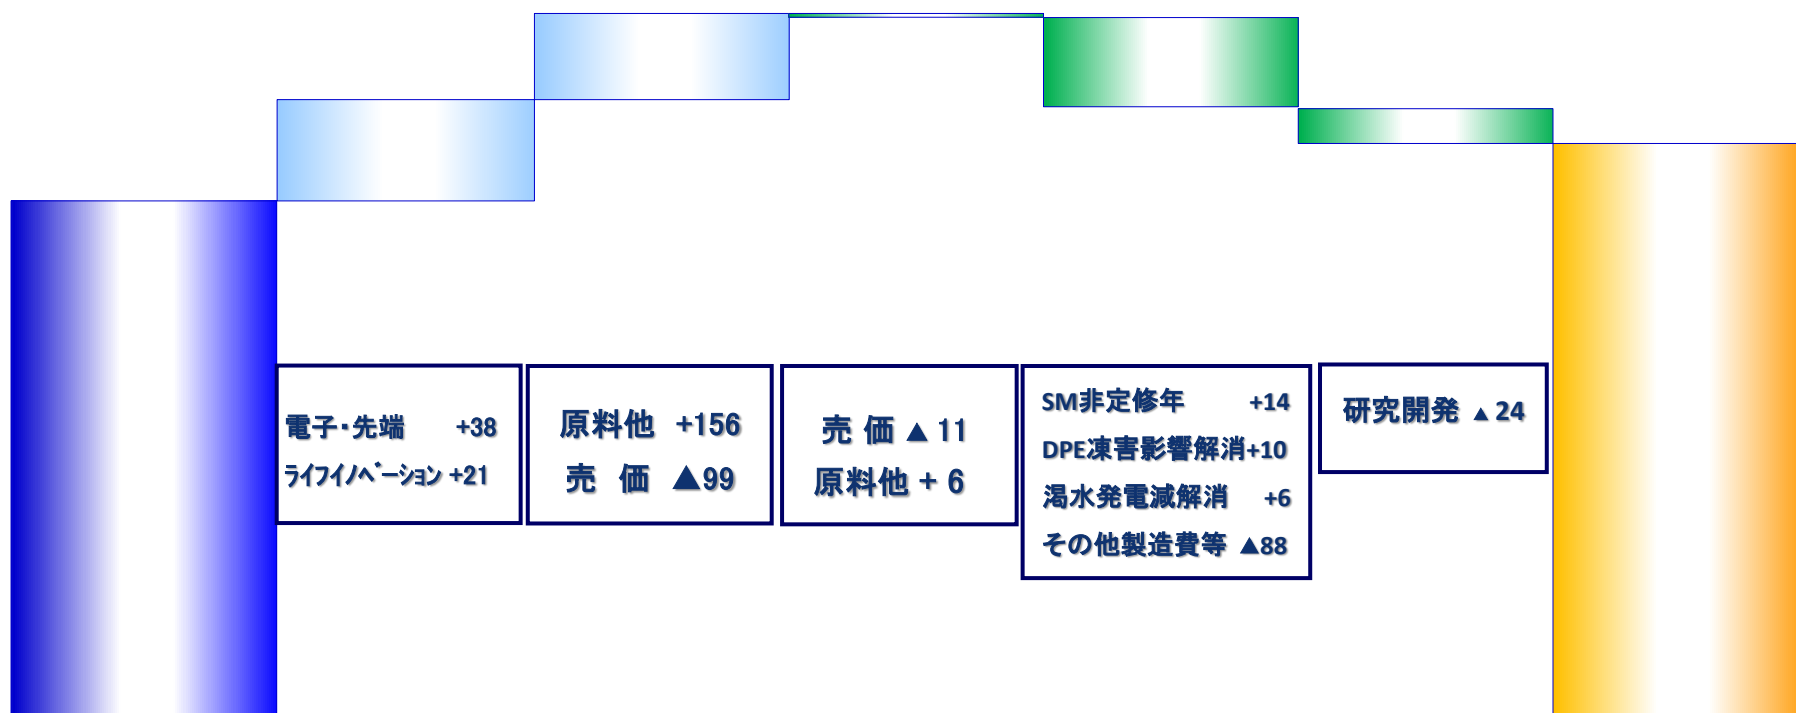 電子・先端 +38
ライフイノベーション +21
原料他 +156
売 価 ▲99
売 価 ▲ 11
原料他 + 6
SM非定修年 +14
DPE凍害影響解消+10
渇水発電減解消 +6
その他製造費等 ▲88
研究開発 ▲ 24